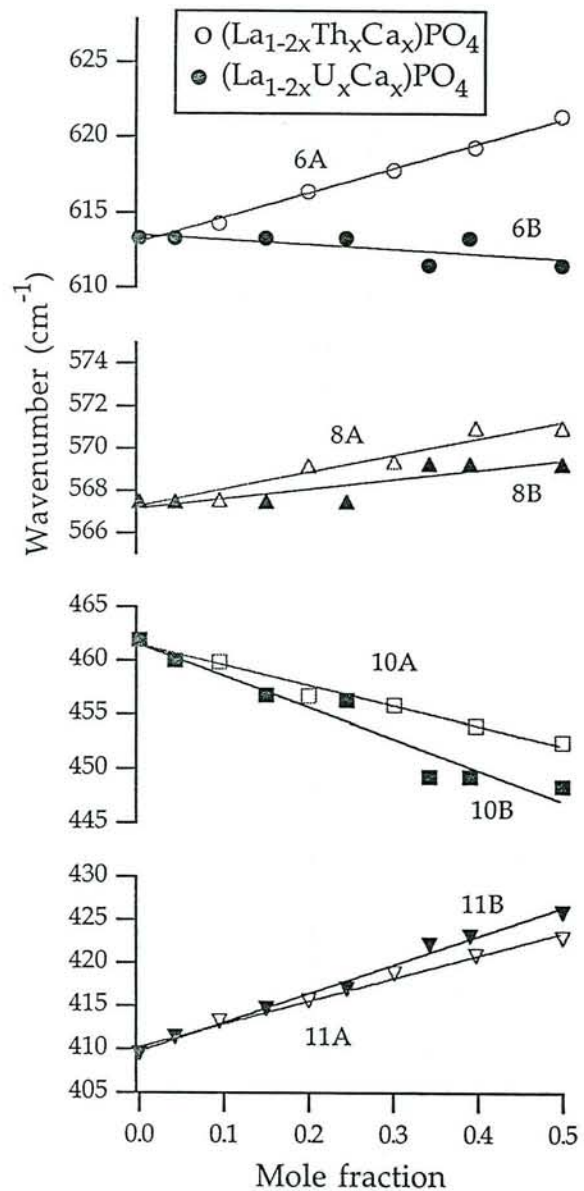 (La₁₋₂ₓThₓCaₓ)PO₄
(La₁₋₂ₓUₓCaₓ)PO₄
Wavenumber (cm⁻¹)
625
620
615
610
6A
6B
574
572
570
568
566
8A
8B
465
460
455
450
445
10A
10B
425
420
415
410
405
11B
11A
0.0 0.1 0.2 0.3 0.4 0.5
Mole fraction